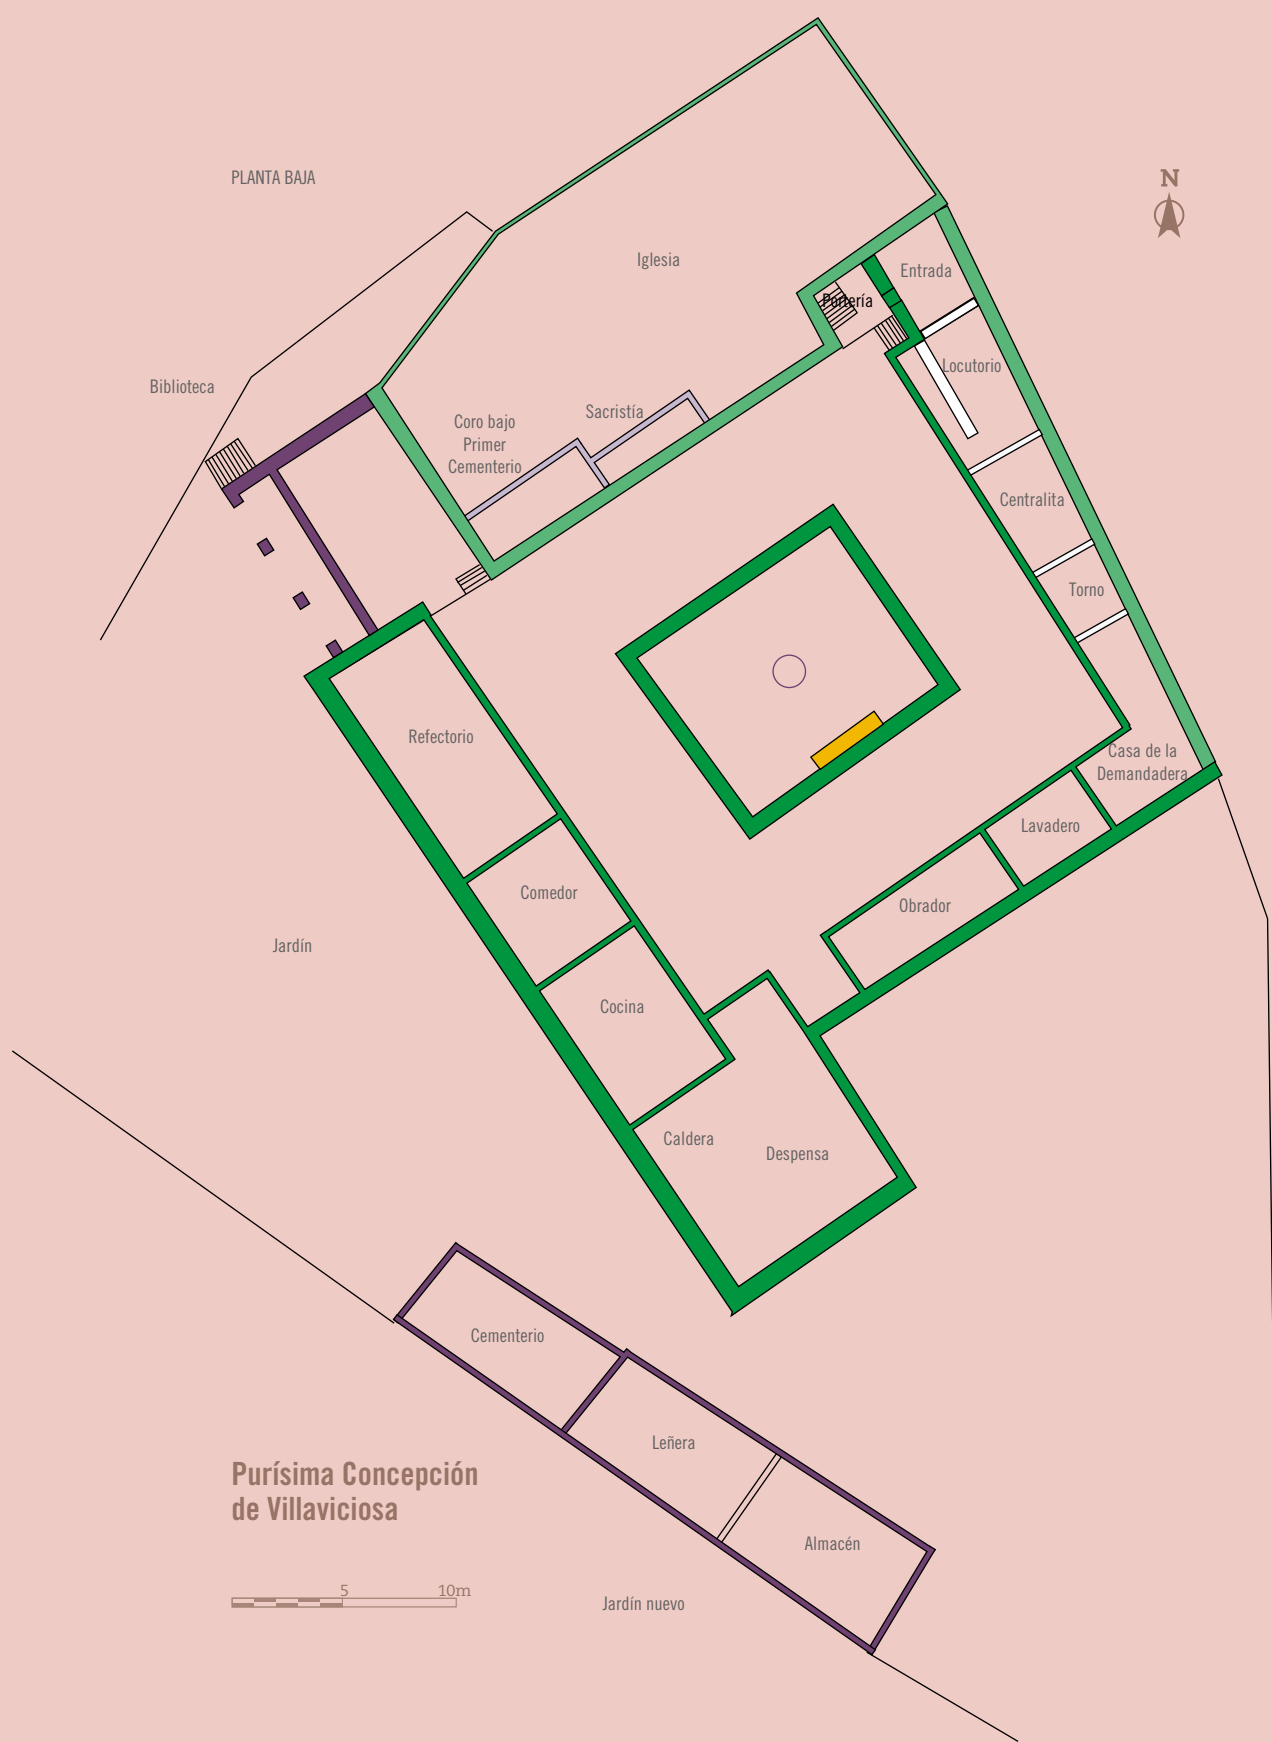 N
PLANTA BAJA
Iglesia
Entrada
Portería
Locutorio
Biblioteca
Sacristía
Coro bajo
Primer
Cementerio
Centralita
Torno
Refectorio
Casa de la
Demandadera
Lavadero
Comedor
Obrador
Jardín
Cocina
Caldera
Despensa
Cementerio
Leñera
Purísima Concepción
de Villaviciosa
Almacén
5 10m
Jardín nuevo